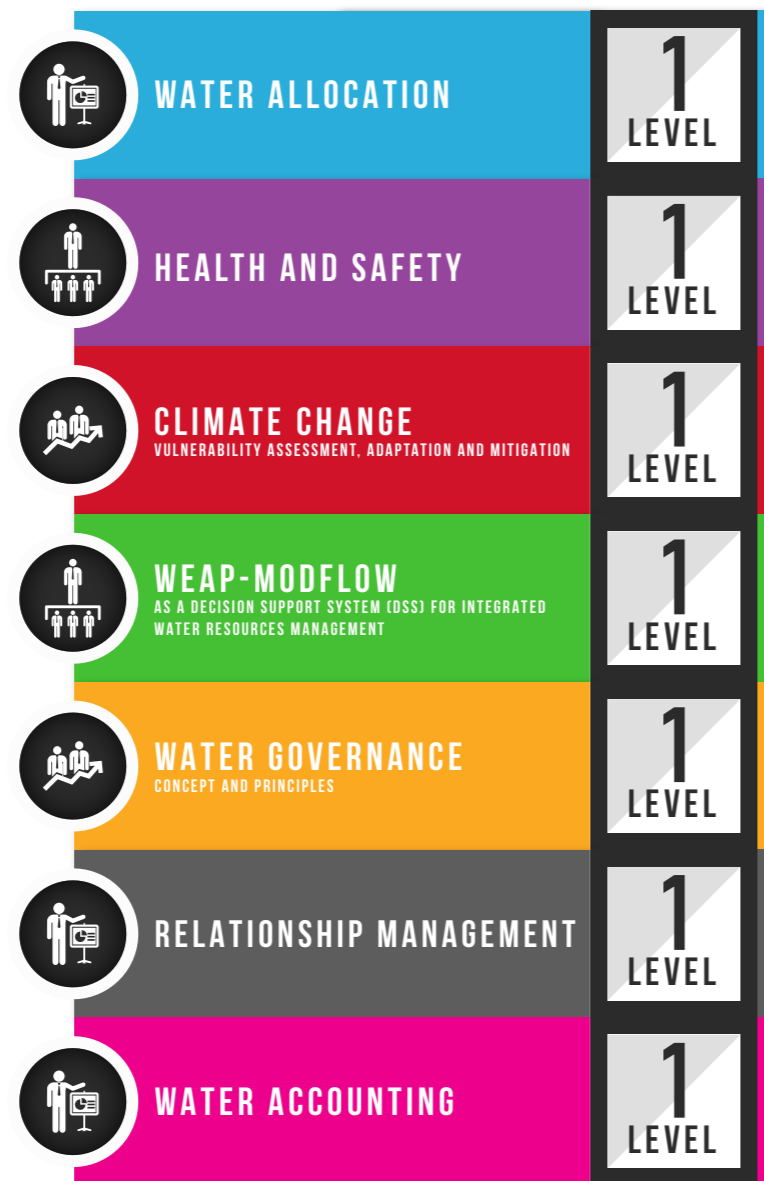 WATER ALLOCATION
1
LEVEL
HEALTH AND SAFETY
1
LEVEL
CLIMATE CHANGE
VULNERABILITY ASSESSMENT, ADAPTATION AND MITIGATION
1
LEVEL
WEAP-MODFLOW
AS A DECISION SUPPORT SYSTEM (DSS) FOR INTEGRATED
WATER RESOURCES MANAGEMENT
1
LEVEL
WATER GOVERNANCE
CONCEPT AND PRINCIPLES
1
LEVEL
RELATIONSHIP MANAGEMENT
1
LEVEL
WATER ACCOUNTING
1
LEVEL